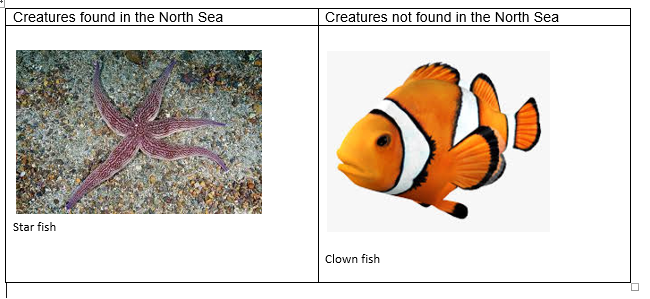 Creatures found in the North Sea
Creatures not found in the North Sea
Star fish
Clown fish